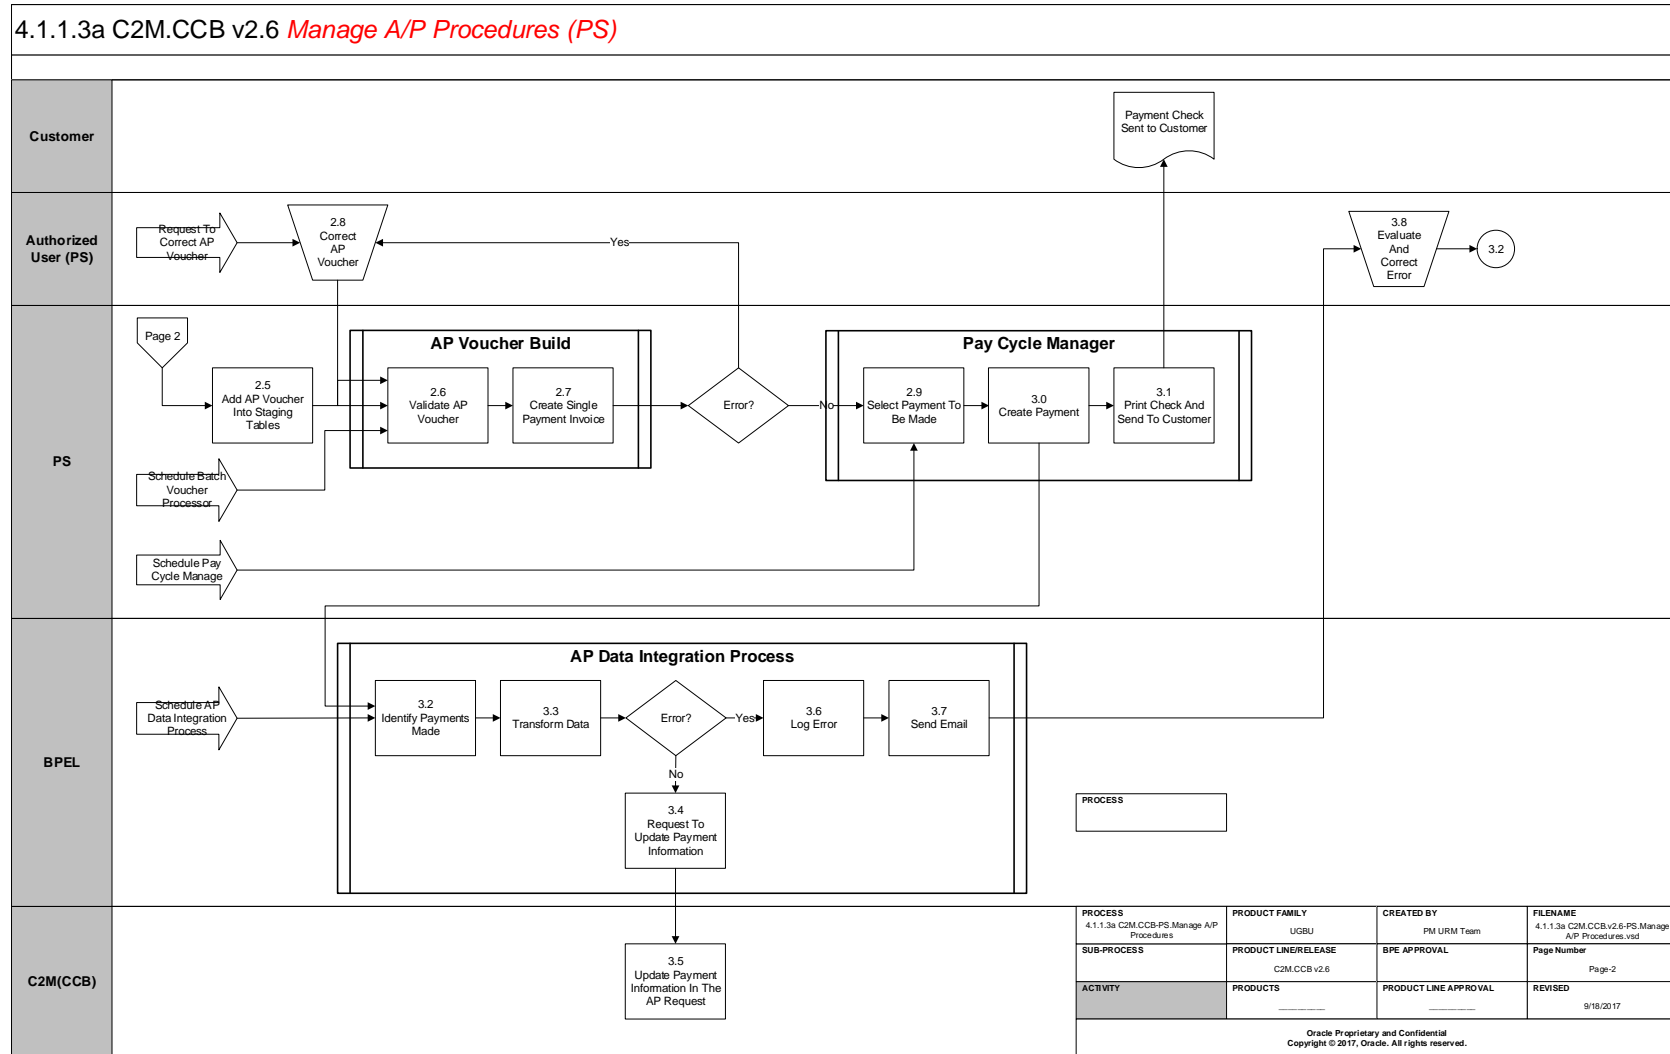 4.1.1.3a C2M.CCB v2.6 Manage A/P Procedures (PS)
Customer
Payment Check
Sent to Customer
Authorized
User (PS)
Request To
Correct AP
Voucher
2.8
Correct
AP
Voucher
Yes
3.8
Evaluate
And
Correct
Error
3.2
PS
Page 2
AP Voucher Build
Pay Cycle Manager
2.5
Add AP Voucher
Into Staging
Tables
2.6
Validate AP
Voucher
2.7
Create Single
Payment Invoice
Error?
No
2.9
Select Payment To
Be Made
3.0
Create Payment
3.1
Print Check And
Send To Customer
Schedule Batch
Voucher
Processor
Schedule Pay
Cycle Manage
BPEL
AP Data Integration Process
Schedule AP
Data Integration
Process
3.2
Identify Payments
Made
3.3
Transform Data
Error?
Yes
3.6
Log Error
3.7
Send Email
No
3.4
Request To
Update Payment
Information
PROCESS
C2M(CCB)
3.5
Update Payment
Information In The
AP Request
PROCESS
4.1.1.3a C2M.CCB-PS.Manage A/P
Procedures
PRODUCT FAMILY
UGBU
CREATED BY
PM URM Team
FILENAME
4.1.1.3a C2M.CCB.v2.6-PS.Manage
A/P Procedures.vsd
SUB-PROCESS
PRODUCT LINE/RELEASE
C2M.CCB v2.6
BPE APPROVAL
Page Number
Page-2
ACTIVITY
PRODUCTS
PRODUCT LINE APPROVAL
REVISED
9/18/2017
Oracle Proprietary and Confidential
Copyright © 2017, Oracle. All rights reserved.